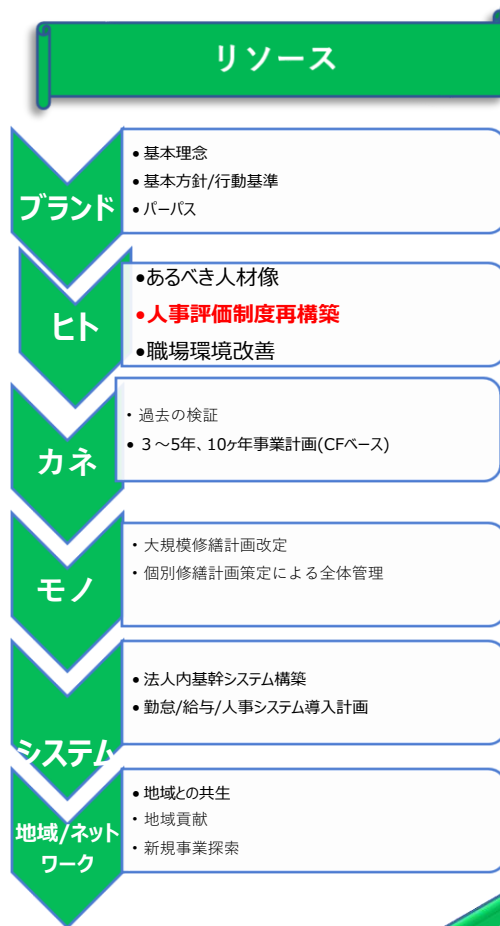 リソース
ブランド
• 基本理念
• 基本方針/行動基準
• パーパス
ヒト
•あるべき人材像
•人事評価制度再構築
•職場環境改善
カネ
・過去の検証
• 3～5年、10ヶ年事業計画(CFベース)
モノ
・大規模修繕計画改定
・個別修繕計画策定による全体管理
システム
• 法人内基幹システム構築
• 勤怠/給与/人事システム導入計画
地域/ネット
ワーク
• 地域との共生
・地域貢献
・新規事業探索